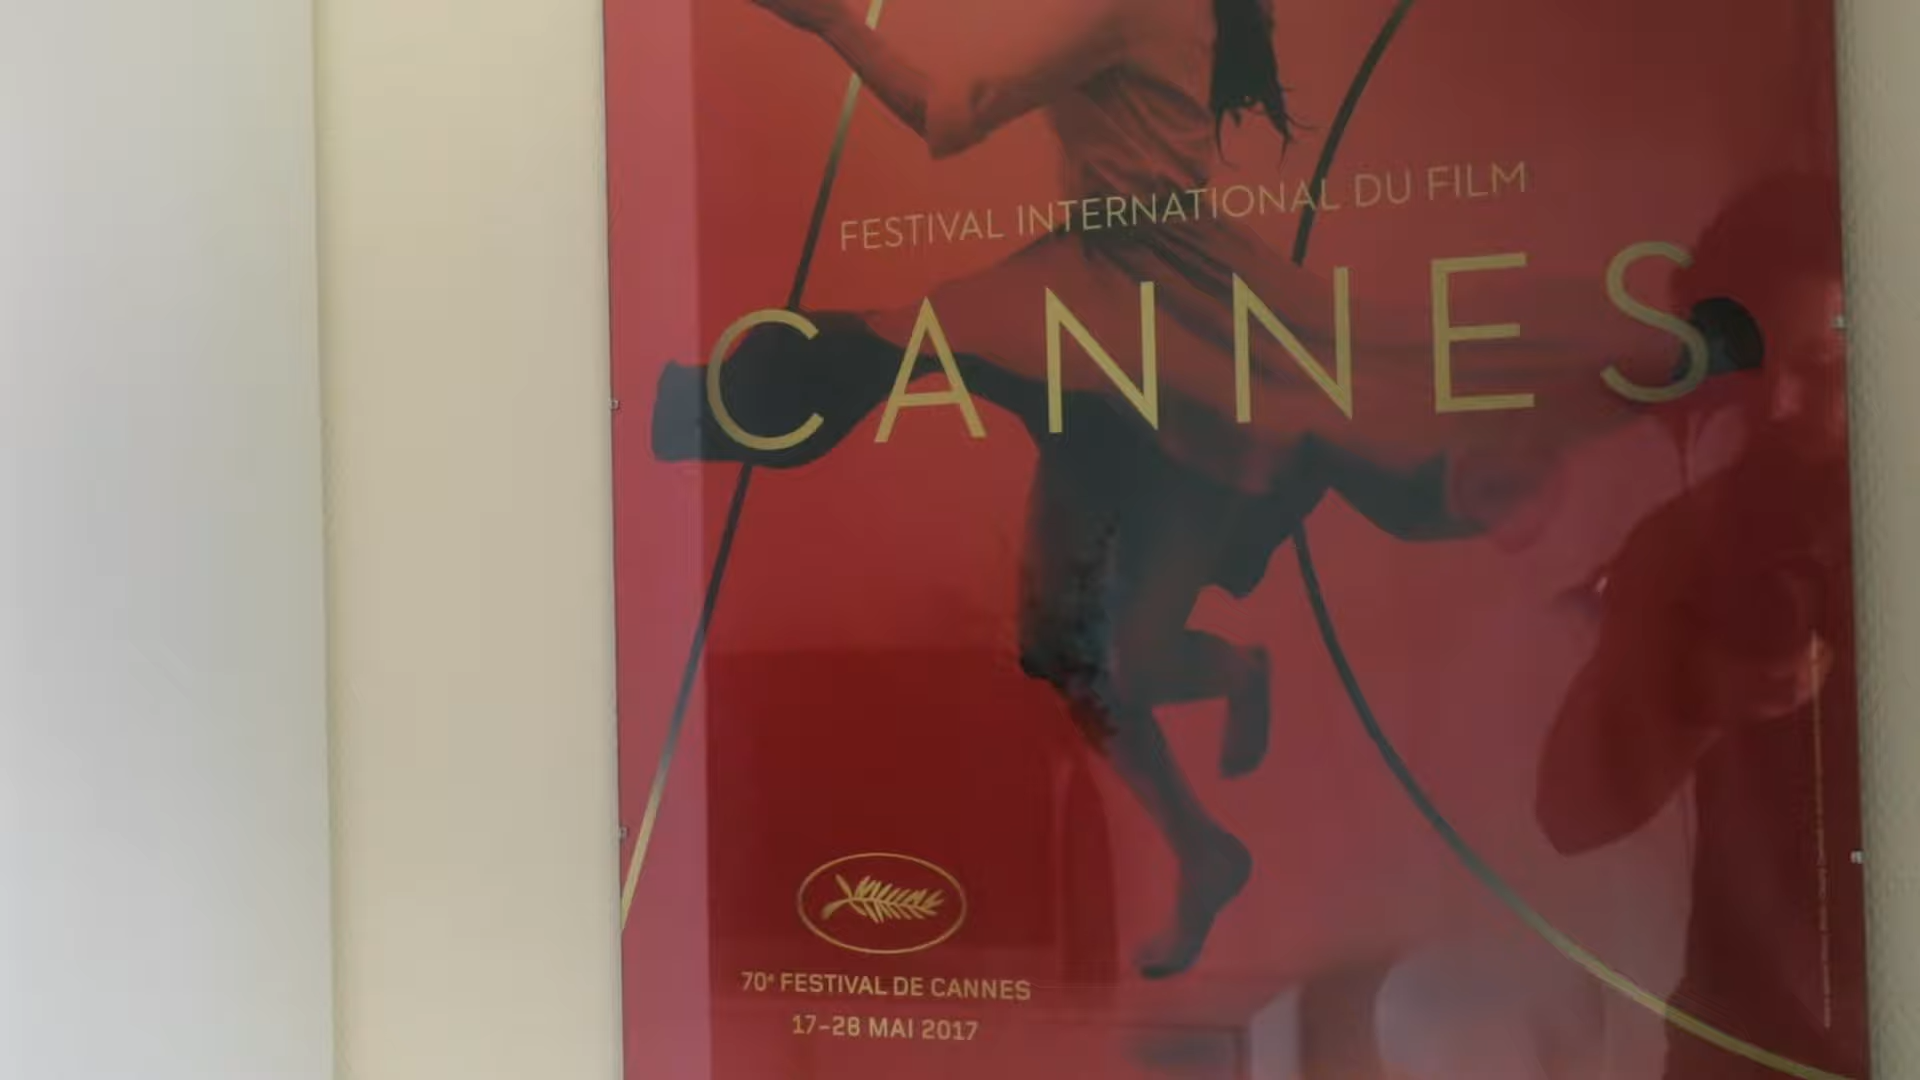 FESTIVAL INTERNATIONAL DU FILM
CANNES
70e FESTIVAL DE CANNES
17-28 MAI 2017